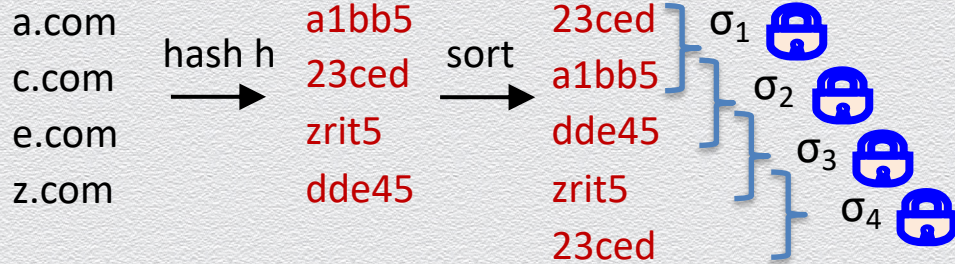 a.com a1bb5 23ced σ₁
hash h sort
c.com 23ced a1bb5 σ₂
e.com zrit5 dde45 σ₃
z.com dde45 zrit5 σ₄
23ced